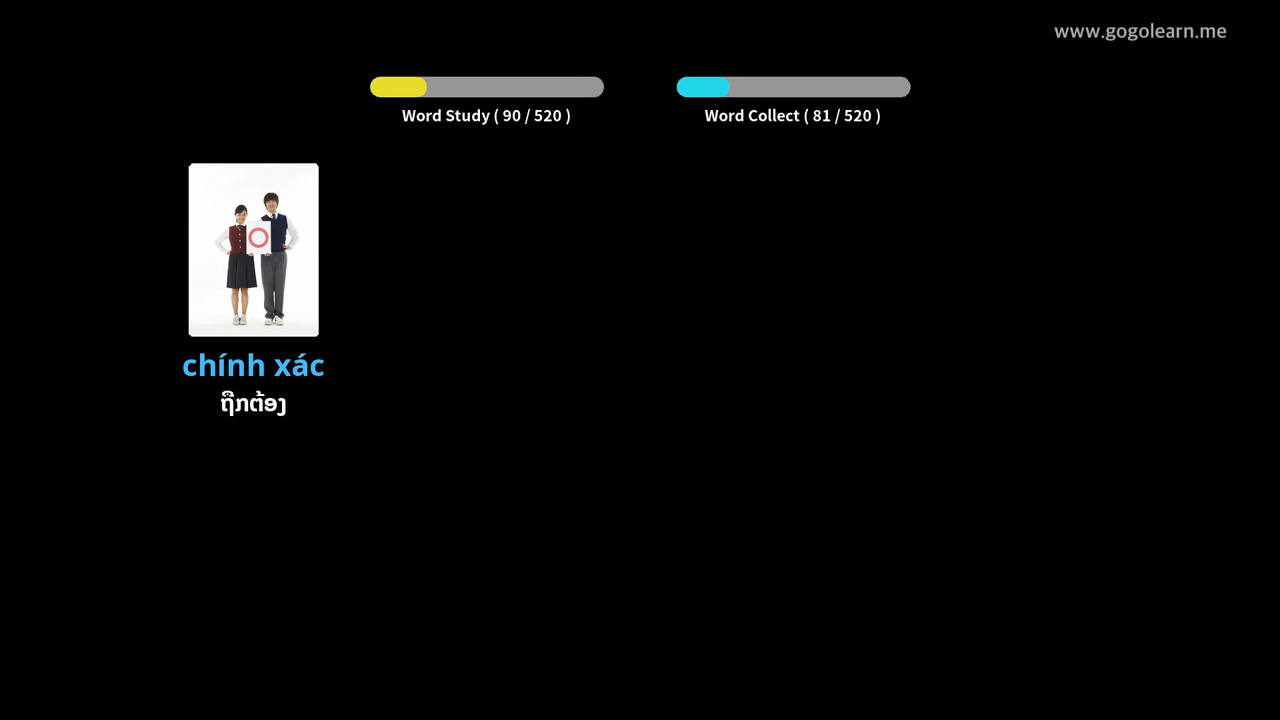 www.gogolearn.me
Word Study ( 90 / 520 )
Word Collect ( 81 / 520 )
chính xác
ຖືກຕ້ອງ